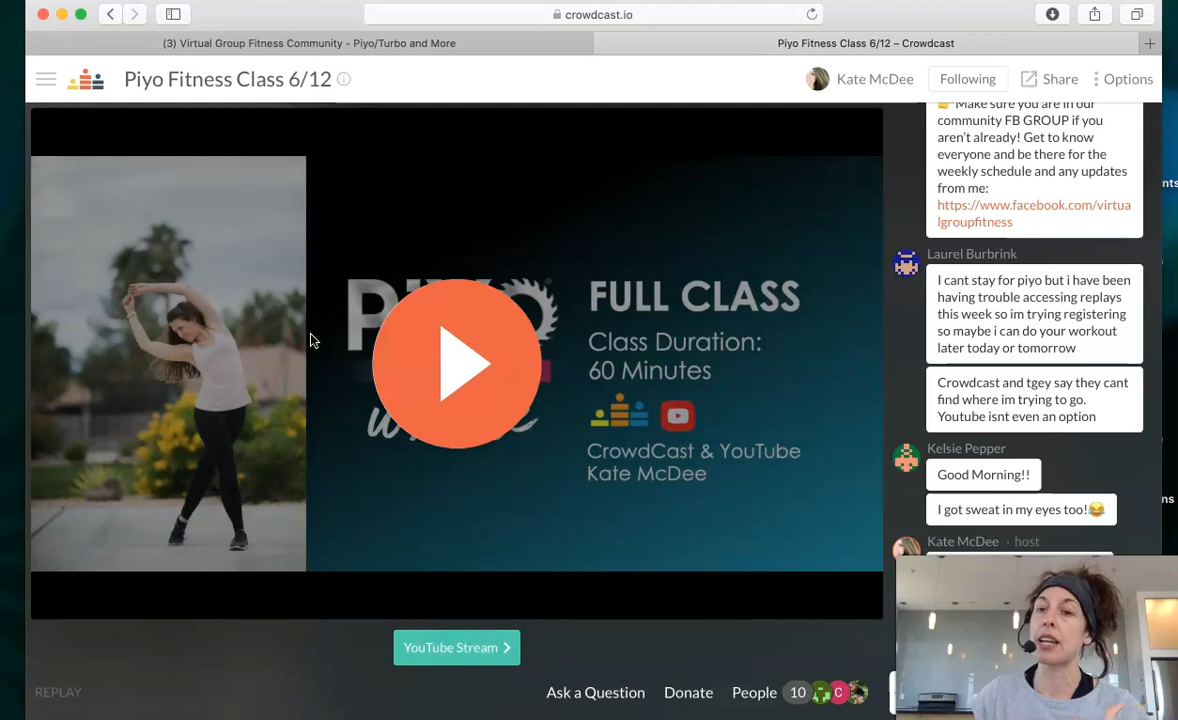 crowdcast.io
(3) Virtual Group Fitness Community - Piyo/Turbo and More
Piyo Fitness Class 6/12 – Crowdcast
Piyo Fitness Class 6/12
Kate McDee
Following
Share
Options
Make sure you are in our
community FB GROUP if you
aren't already! Get to know
everyone and be there for the
weekly schedule and any updates
from me:
https://www.facebook.com/virtua
lgroupfitness
Laurel Burbrink
I cant stay for piyo but i have been
having trouble accessing replays
this week so im trying registering
so maybe i can do your workout
later today or tomorrow
Crowdcast and tgey say they cant
find where im trying to go.
Youtube isnt even an option
Kelsie Pepper
Good Morning!!
I got sweat in my eyes too!😂
Kate McDee · host
FULL CLASS
Class Duration:
60 Minutes
CrowdCast & YouTube
Kate McDee
YouTube Stream
REPLAY
Ask a Question
Donate
People
10
C